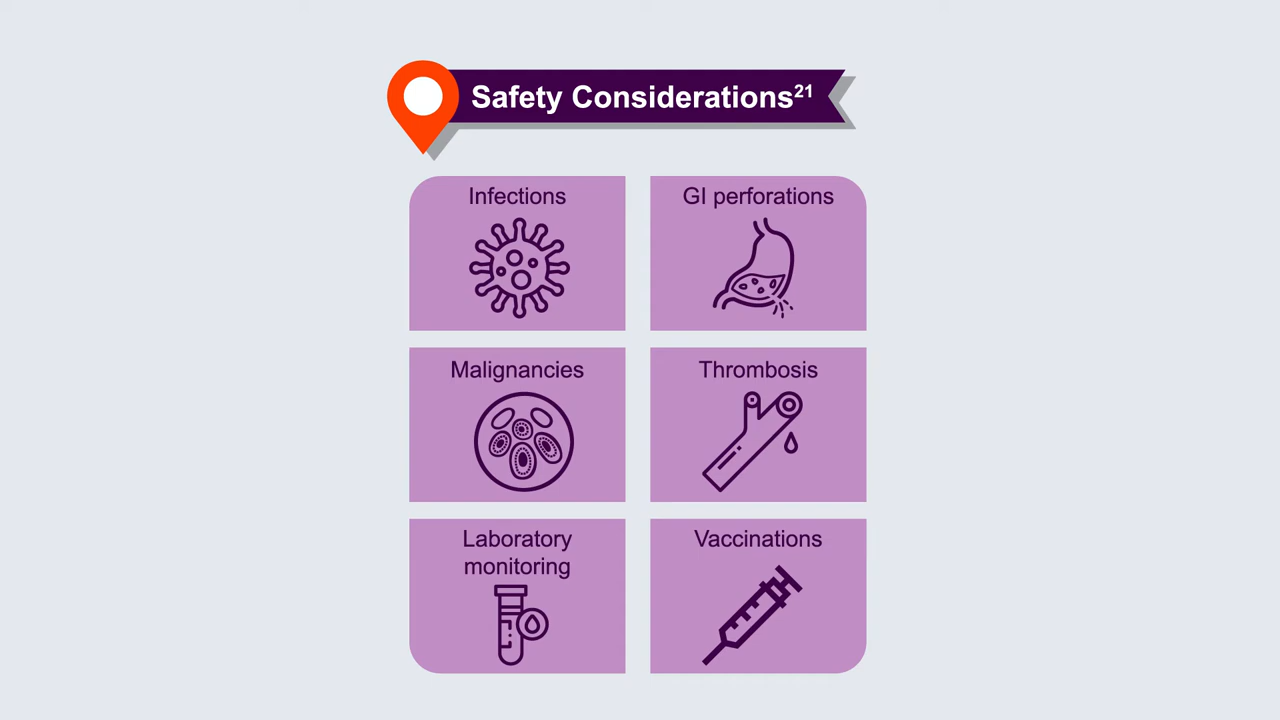 Safety Considerations²¹
Infections
GI perforations
Malignancies
Thrombosis
Laboratory
monitoring
Vaccinations